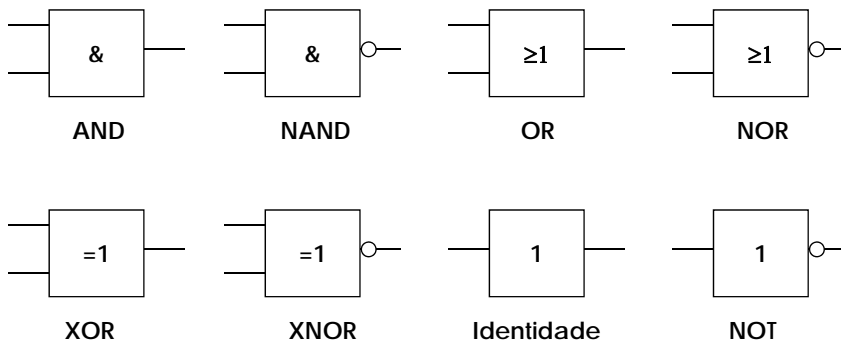 & & ≥1 ≥1
AND NAND OR NOR
=1 =1 1 1
XOR XNOR Identidade NOT